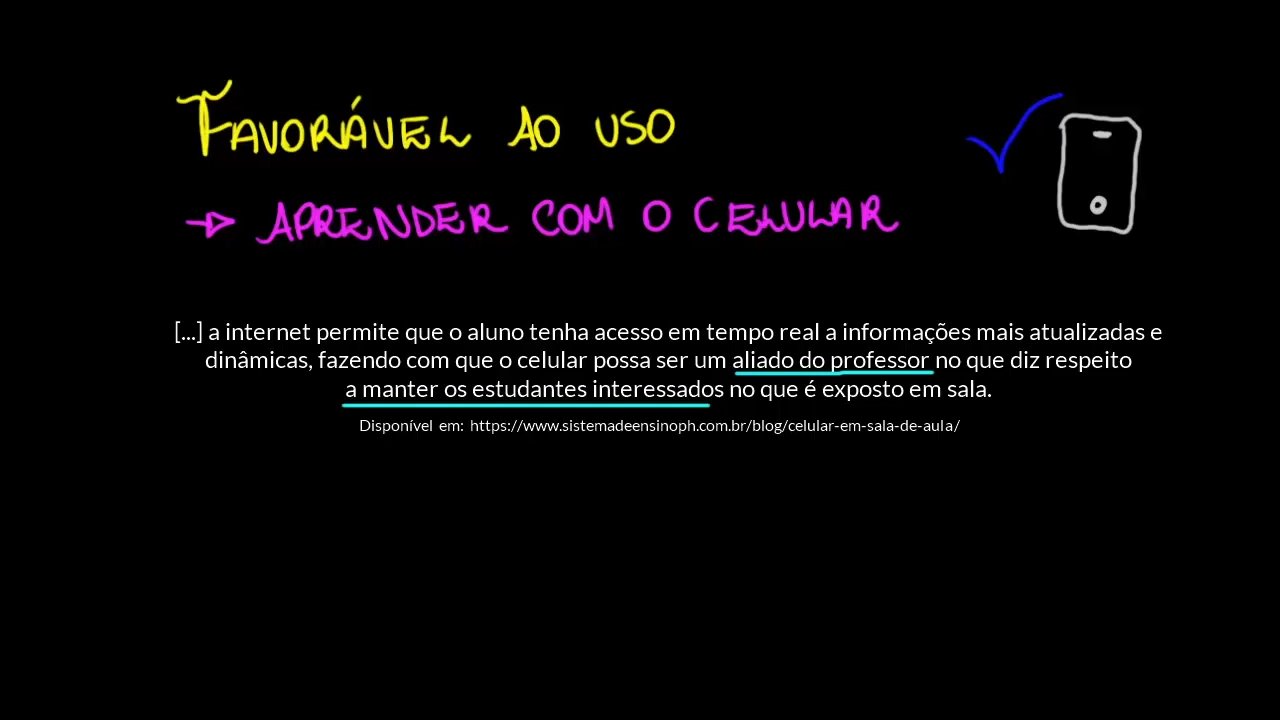 FAVORÁVEL AO USO
→ APRENDER COM O CELULAR
[...] a internet permite que o aluno tenha acesso em tempo real a informações mais atualizadas e
dinâmicas, fazendo com que o celular possa ser um aliado do professor no que diz respeito
a manter os estudantes interessados no que é exposto em sala.
Disponível em: https://www.sistemadeensinoph.com.br/blog/celular-em-sala-de-aula/